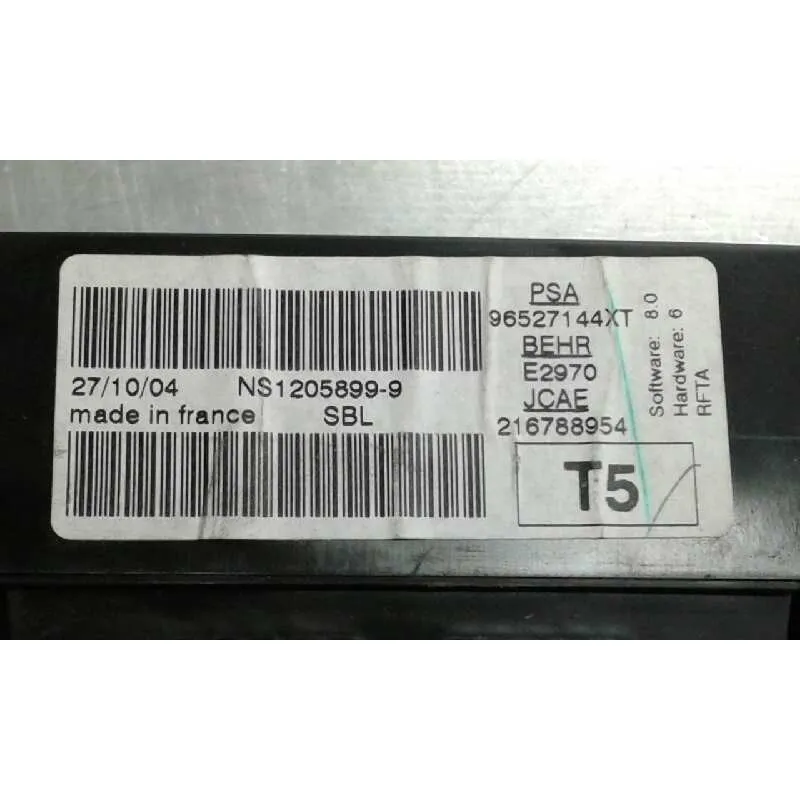 27/10/04 NS1205899-9
made in france SBL
PSA
96527144XT
BEHR
E2970
JCAE
216788954
T5
Software: 8.0
Hardware: 6
RFTA